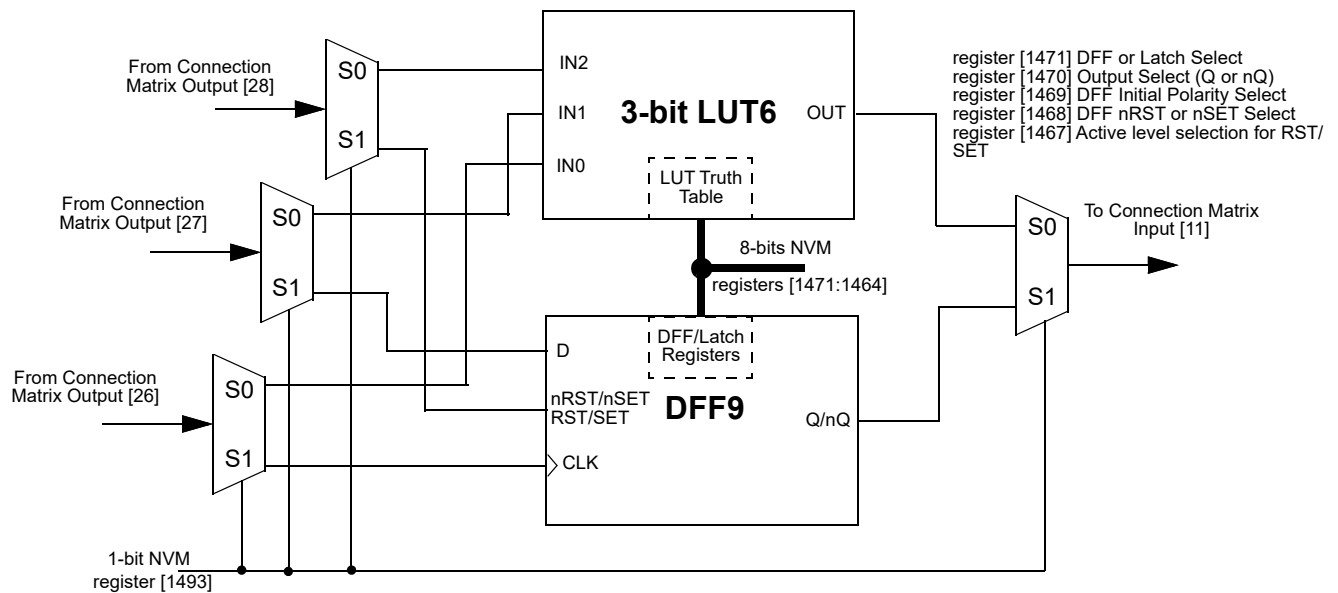 From Connection
Matrix Output [28]
S0
S1
From Connection
Matrix Output [27]
S0
S1
From Connection
Matrix Output [26]
S0
S1
1-bit NVM
register [1493]
IN2
IN1
IN0
3-bit LUT6
OUT
LUT Truth
Table
8-bits NVM
registers [1471:1464]
DFF/Latch
Registers
D
nRST/nSET
RST/SET
CLK
DFF9
Q/nQ
register [1471] DFF or Latch Select
register [1470] Output Select (Q or nQ)
register [1469] DFF Initial Polarity Select
register [1468] DFF nRST or nSET Select
register [1467] Active level selection for RST/
SET
S0
S1
To Connection Matrix
Input [11]